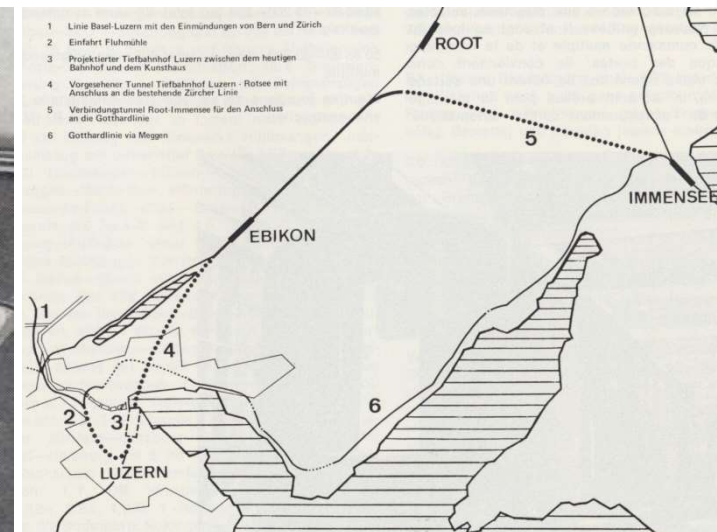 1 Linie Basel-Luzern mit den Einmündungen von Bern und Zürich
2 Einfahrt Fluhmühle
3 Projektierter Tiefbahnhof Luzern zwischen dem heutigen
Bahnhof und dem Kunsthaus
4 Vorgesehener Tunnel Tiefbahnhof Luzern - Rotsee mit
Anschluss an die bestehende Zürcher Linie
5 Verbindungstunnel Root-Immensee für den Anschluss
an die Gotthardlinie
6 Gotthardlinie via Meggen
ROOT
5
IMMENSEE
EBIKON
1
4
6
2
3
LUZERN